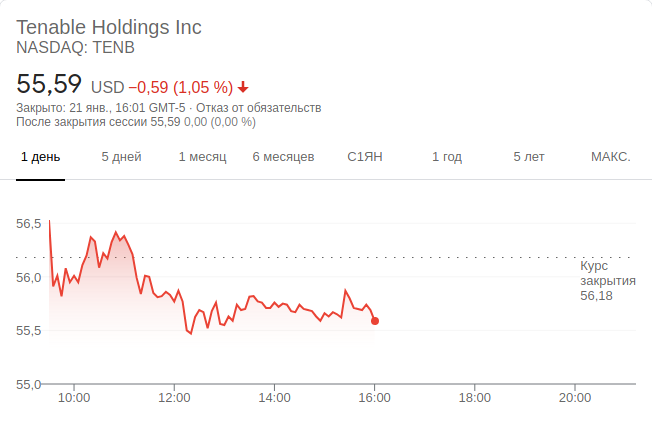 Tenable Holdings Inc
NASDAQ: TENB
55,59 USD −0,59 (1,05 %)
Закрыто: 21 янв., 16:01 GMT-5 · Отказ от обязательств
После закрытия сессии 55,59 0,00 (0,00 %)
1 день 5 дней 1 месяц 6 месяцев С1ЯН 1 год 5 лет МАКС.
56,5
56,0
55,5
55,0
Курс
закрытия
56,18
10:00 12:00 14:00 16:00 18:00 20:00